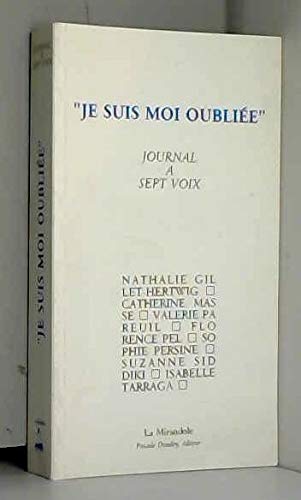 "JE SUIS MOI OUBLIÉE"
JOURNAL
A
SEPT VOIX
NATHALIE GIL
LET-HERTWIG □
CATHERINE MAS
SE □ VALERIE PA
REUIL □ FLO
RENCE PEL □ SO
PHIE PERSINE □
SUZANNE SID
DIKI □ ISABELLE
TARRAGA □
La Mirandole
Pascale Dondey, éditeur
"JE SUIS MOI OUBLIÉE"